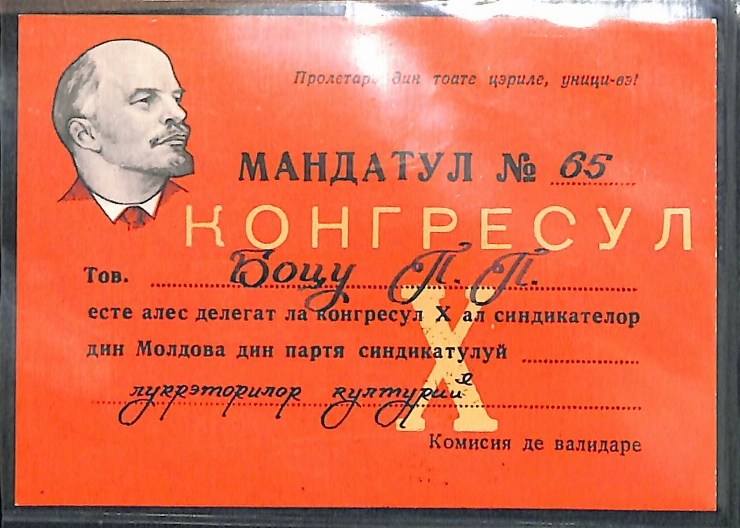 Пролетарь дин тоате цэриле, уници-вэ!
МАНДАТУЛ № 65
КОНГРЕСУЛ
X
Тов. Боцу П. П.
есте алес делегат ла конгресул X ал синдикателор
дин Молдова дин партя синдикатулуй
лукрэторилор културий
Комисия де валидаре